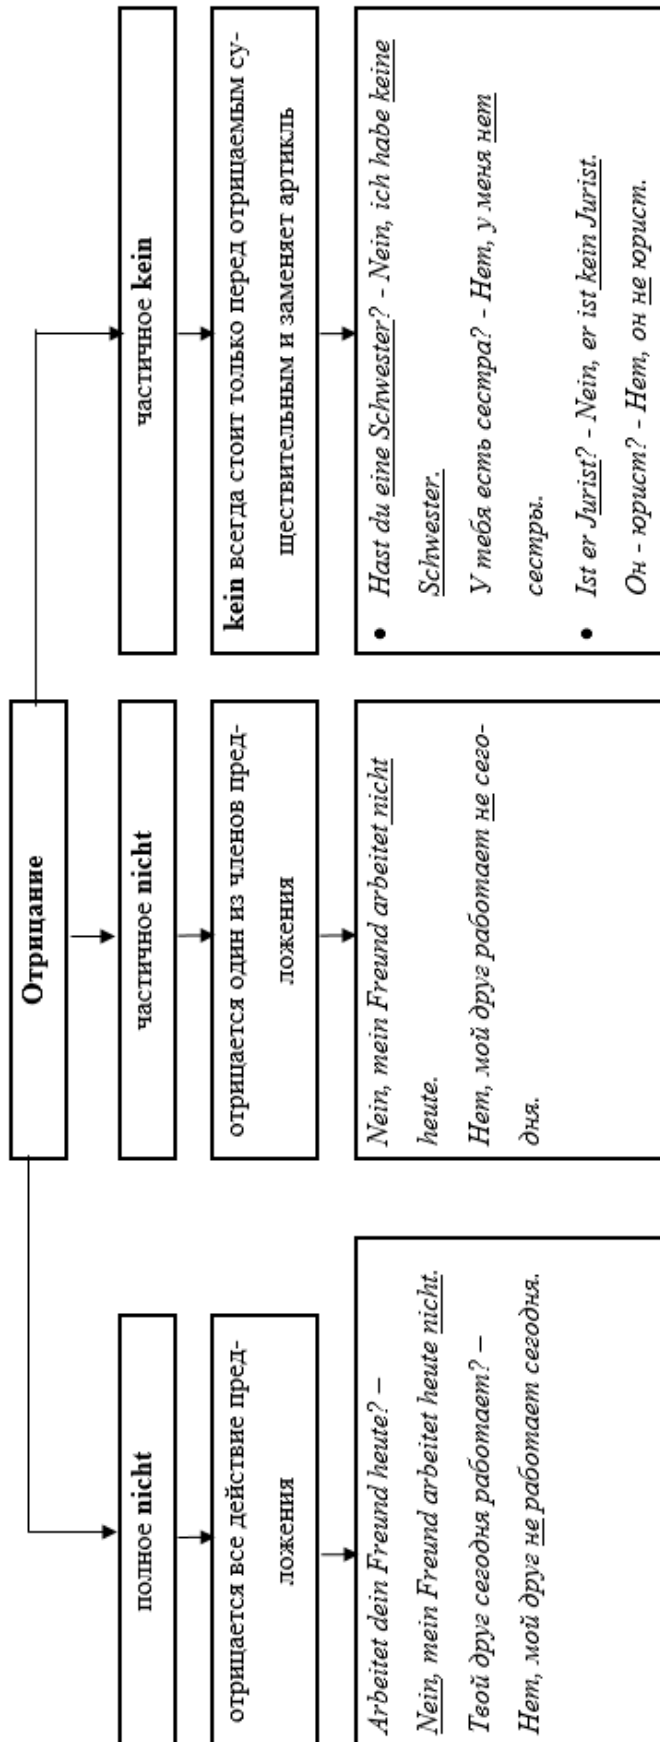 Отрицание
полное nicht
отрицается все действие пред-
ложения
Arbeitet dein Freund heute? –
Nein, mein Freund arbeitet heute nicht.
Твой друг сегодня работает? –
Нет, мой друг не работает сегодня.
частичное nicht
отрицается один из членов пред-
ложения
Nein, mein Freund arbeitet nicht
heute.
Нет, мой друг работает не сего-
дня.
частичное kein
kein всегда стоит только перед отрицаемым су-
ществительным и заменяет артикль
• Hast du eine Schwester? - Nein, ich habe keine
Schwester.
У тебя есть сестра? - Нет, у меня нет
сестры.
• Ist er Jurist? - Nein, er ist kein Jurist.
Он - юрист? - Нет, он не юрист.